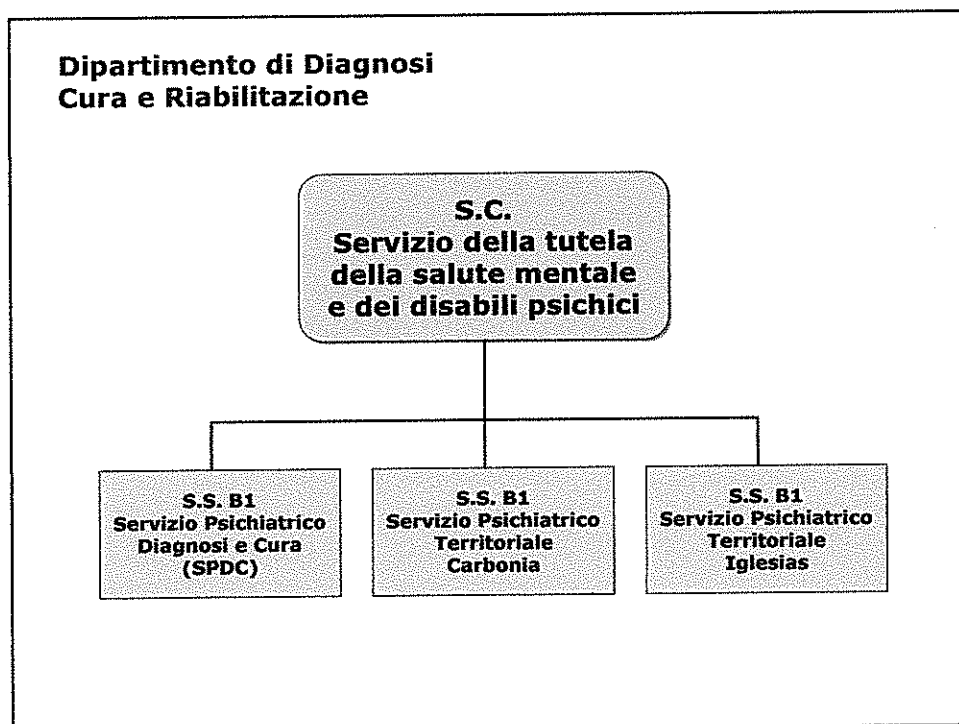 Dipartimento di Diagnosi
Cura e Riabilitazione
S.C.
Servizio della tutela
della salute mentale
e dei disabili psichici
S.S. B1
Servizio Psichiatrico
Diagnosi e Cura
(SPDC)
S.S. B1
Servizio Psichiatrico
Territoriale
Carbonia
S.S. B1
Servizio Psichiatrico
Territoriale
Iglesias